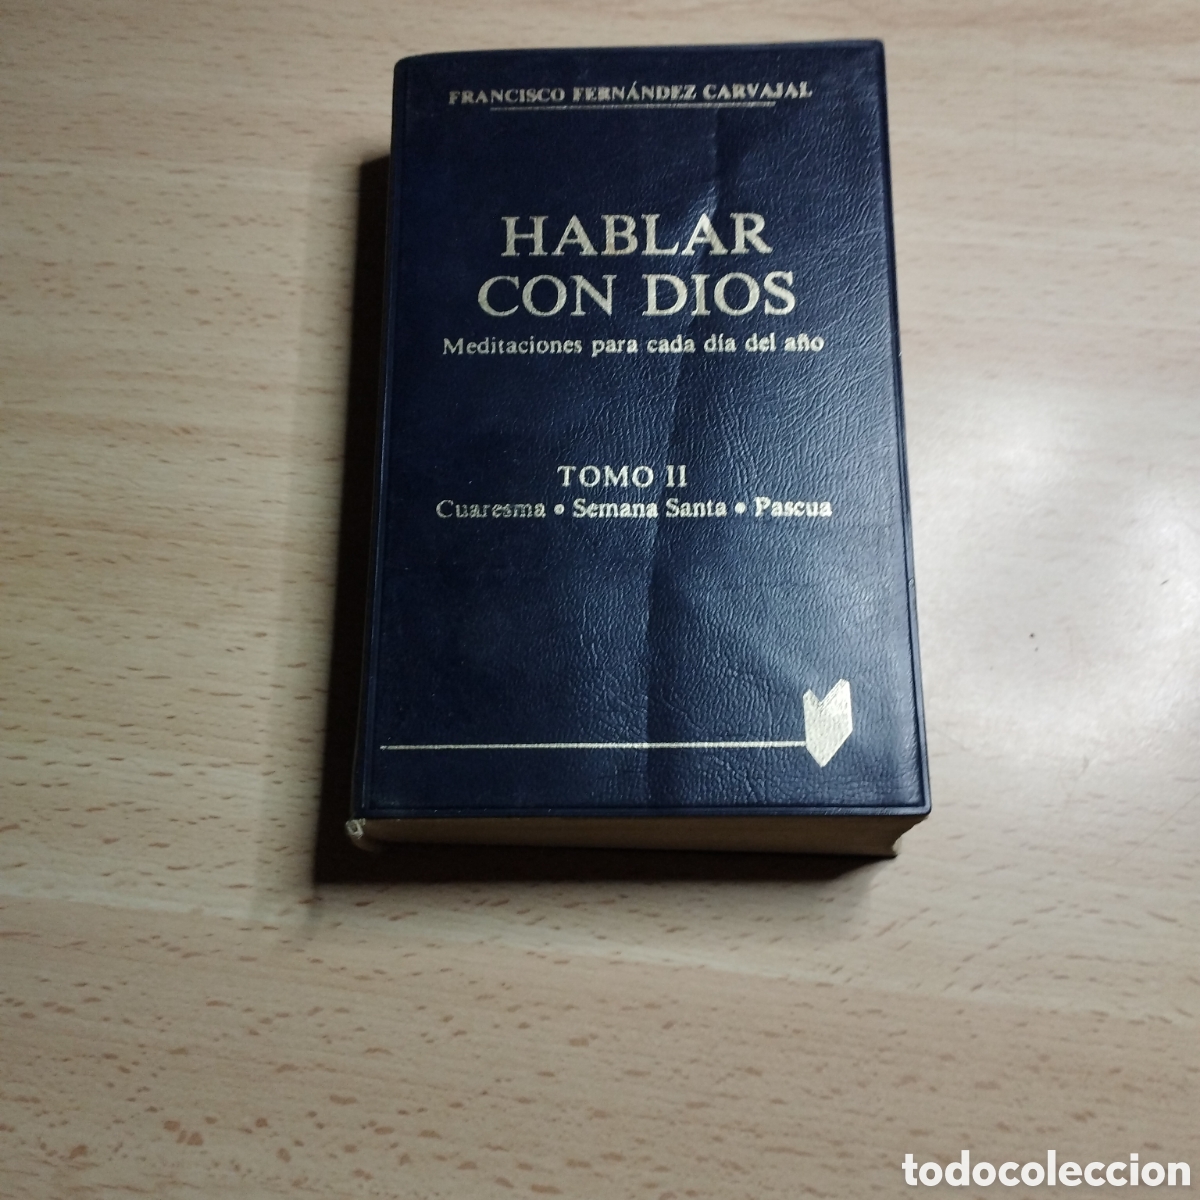 FRANCISCO FERNÁNDEZ CARVAJAL
HABLAR
CON DIOS
Meditaciones para cada día del año
TOMO II
Cuaresma • Semana Santa • Pascua
todocoleccion